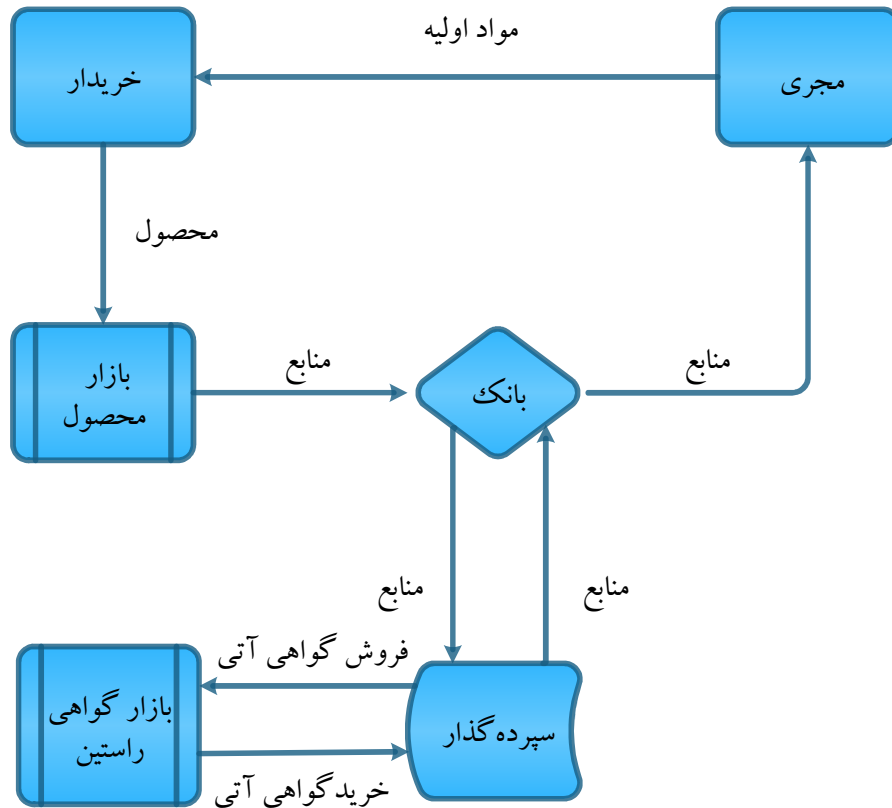 مواد اولیه
مجری
خریدار
محصول
بازار
محصول
منابع
بانک
منابع
منابع
منابع
فروش گواهی آتی
بازار گواهی
راستین
سپرده‌گذار
خرید گواهی آتی